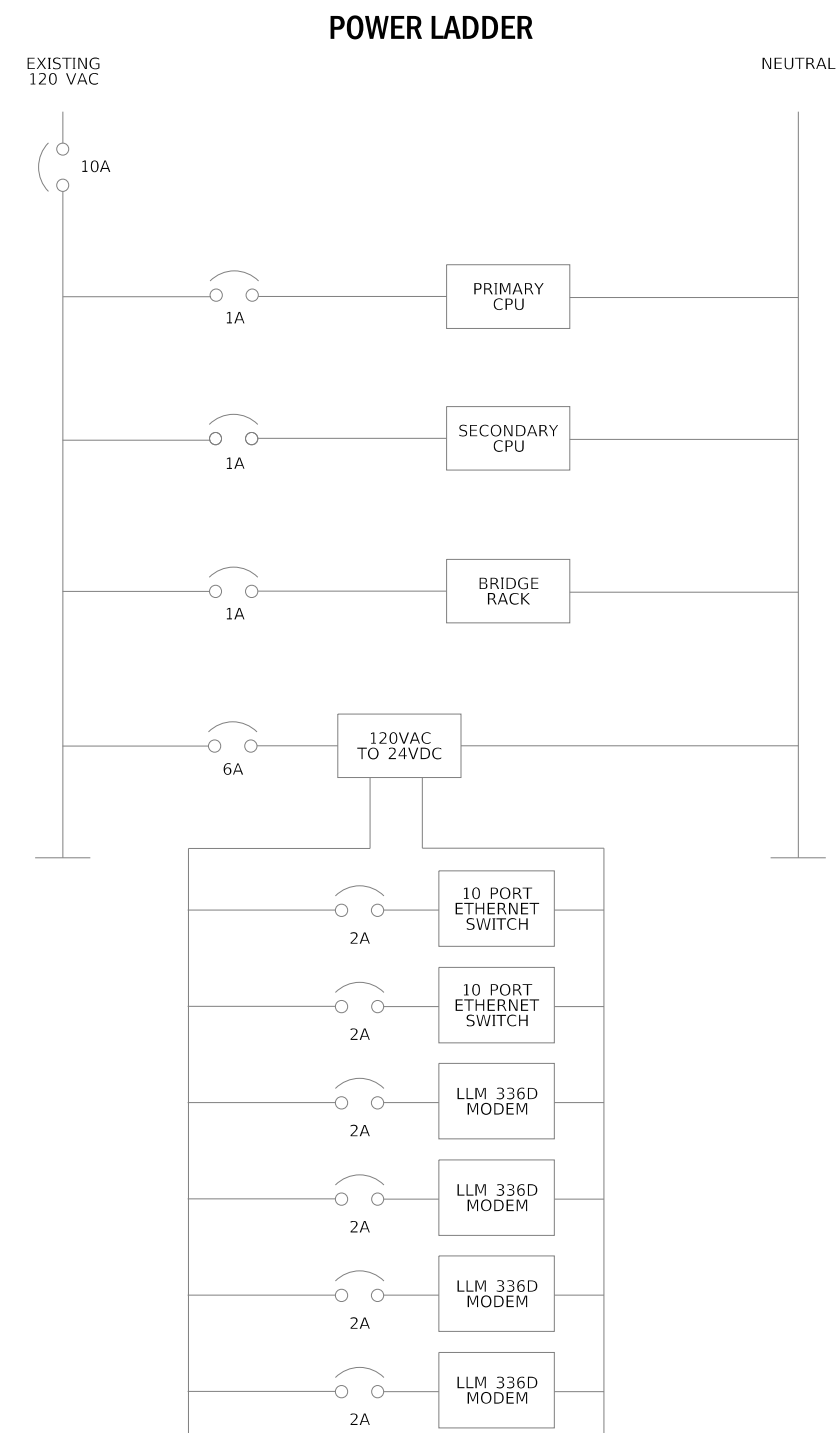 POWER LADDER
EXISTING
120 VAC
NEUTRAL
10A
PRIMARY
CPU
1A
SECONDARY
CPU
1A
BRIDGE
RACK
1A
120VAC
TO 24VDC
6A
10 PORT
ETHERNET
SWITCH
2A
10 PORT
ETHERNET
SWITCH
2A
LLM 336D
MODEM
2A
LLM 336D
MODEM
2A
LLM 336D
MODEM
2A
LLM 336D
MODEM
2A